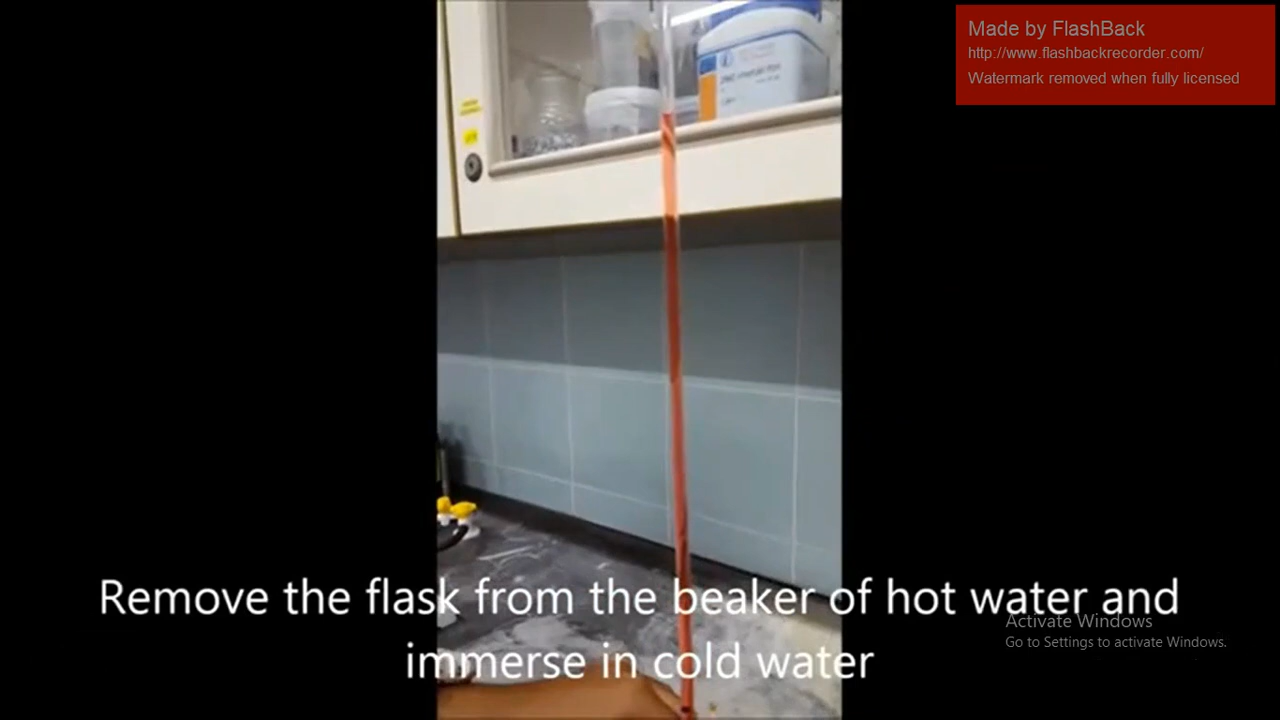 Made by FlashBack
http://www.flashbackrecorder.com/
Watermark removed when fully licensed
Remove the flask from the beaker of hot water and
immerse in cold water
Activate Windows
Go to Settings to activate Windows.